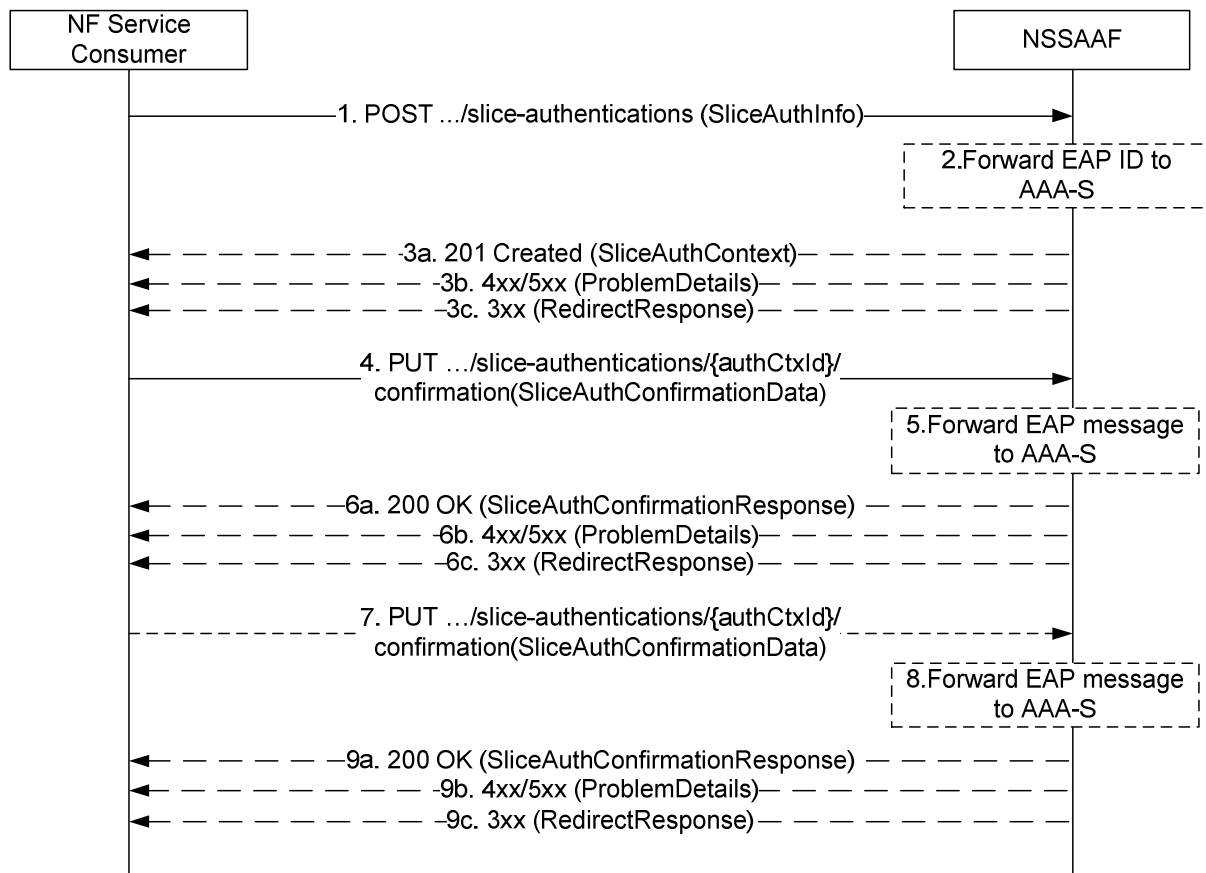 NF Service
Consumer
NSSAAF
1. POST …/slice-authentications (SliceAuthInfo)
2.Forward EAP ID to
AAA-S
3a. 201 Created (SliceAuthContext)
3b. 4xx/5xx (ProblemDetails)
3c. 3xx (RedirectResponse)
4. PUT …/slice-authentications/{authCtxId}/
confirmation(SliceAuthConfirmationData)
5.Forward EAP message
to AAA-S
6a. 200 OK (SliceAuthConfirmationResponse)
6b. 4xx/5xx (ProblemDetails)
6c. 3xx (RedirectResponse)
7. PUT …/slice-authentications/{authCtxId}/
confirmation(SliceAuthConfirmationData)
8.Forward EAP message
to AAA-S
9a. 200 OK (SliceAuthConfirmationResponse)
9b. 4xx/5xx (ProblemDetails)
9c. 3xx (RedirectResponse)